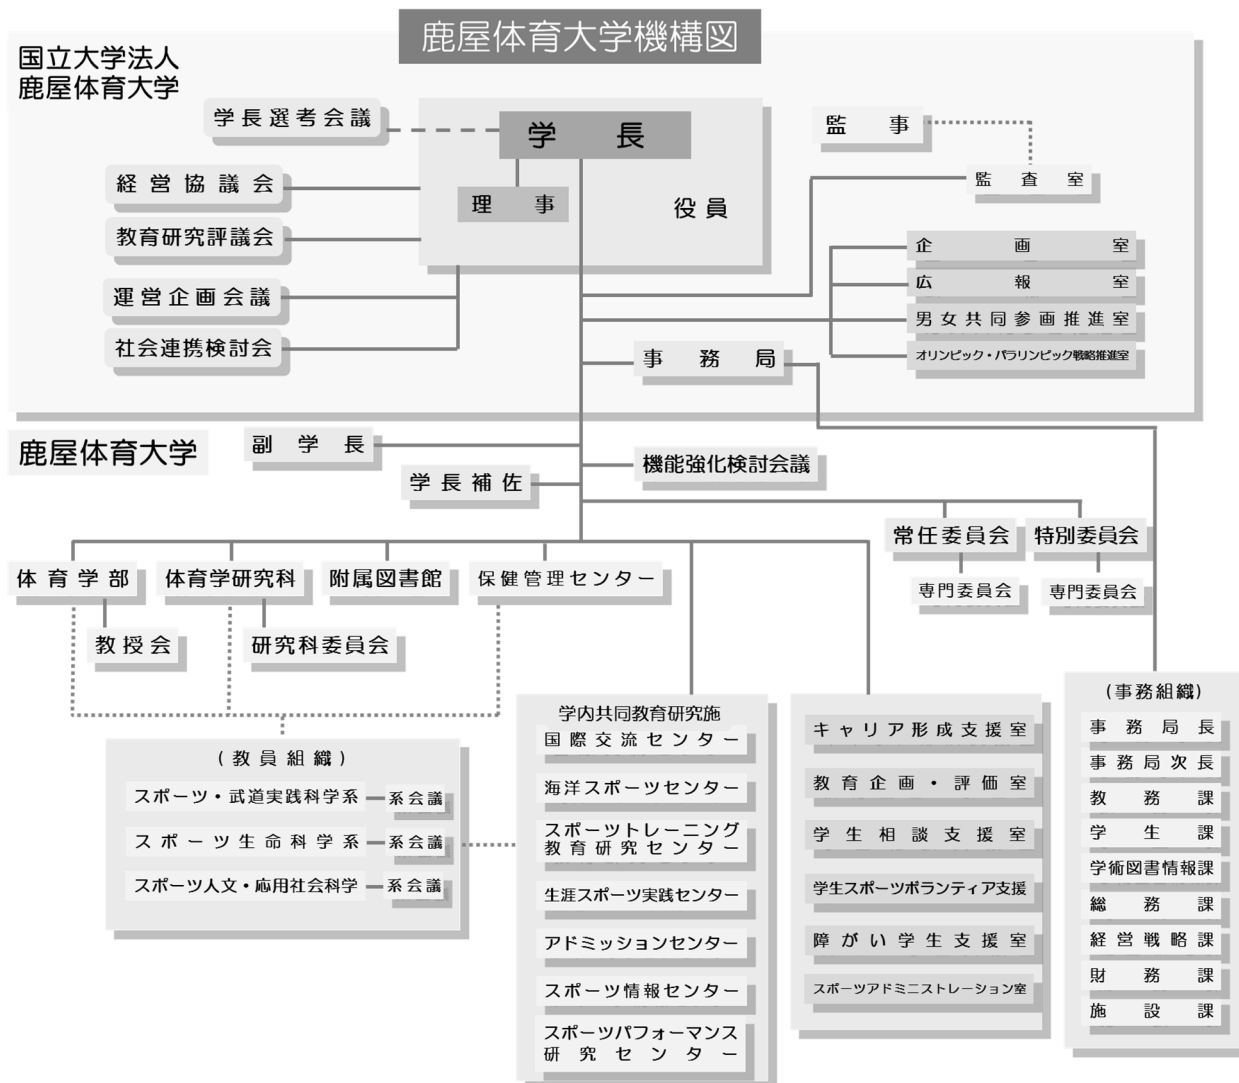 鹿屋体育大学機構図
国立大学法人
鹿屋体育大学
学長選考会議
学長
監事
経営協議会
理事
役員
監査室
教育研究評議会
企画室
運営企画会議
広報室
男女共同参画推進室
社会連携検討会
事務局
オリンピック・パラリンピック戦略推進室
鹿屋体育大学
副学長
機能強化検討会議
学長補佐
常任委員会
特別委員会
専門委員会
専門委員会
体育学部
体育学研究科
附属図書館
保健管理センター
教授会
研究科委員会
(教員組織)
スポーツ・武道実践科学系
系会議
スポーツ生命科学系
系会議
スポーツ人文・応用社会科学
系会議
学内共同教育研究施
国際交流センター
海洋スポーツセンター
スポーツトレーニング
教育研究センター
生涯スポーツ実践センター
アドミッションセンター
スポーツ情報センター
スポーツパフォーマンス
研究センター
キャリア形成支援室
教育企画・評価室
学生相談支援室
学生スポーツボランティア支援
障がい学生支援室
スポーツアドミニストレーション室
(事務組織)
事務局長
事務局次長
教務課
学生課
学術図書情報課
総務課
経営戦略課
財務課
施設課